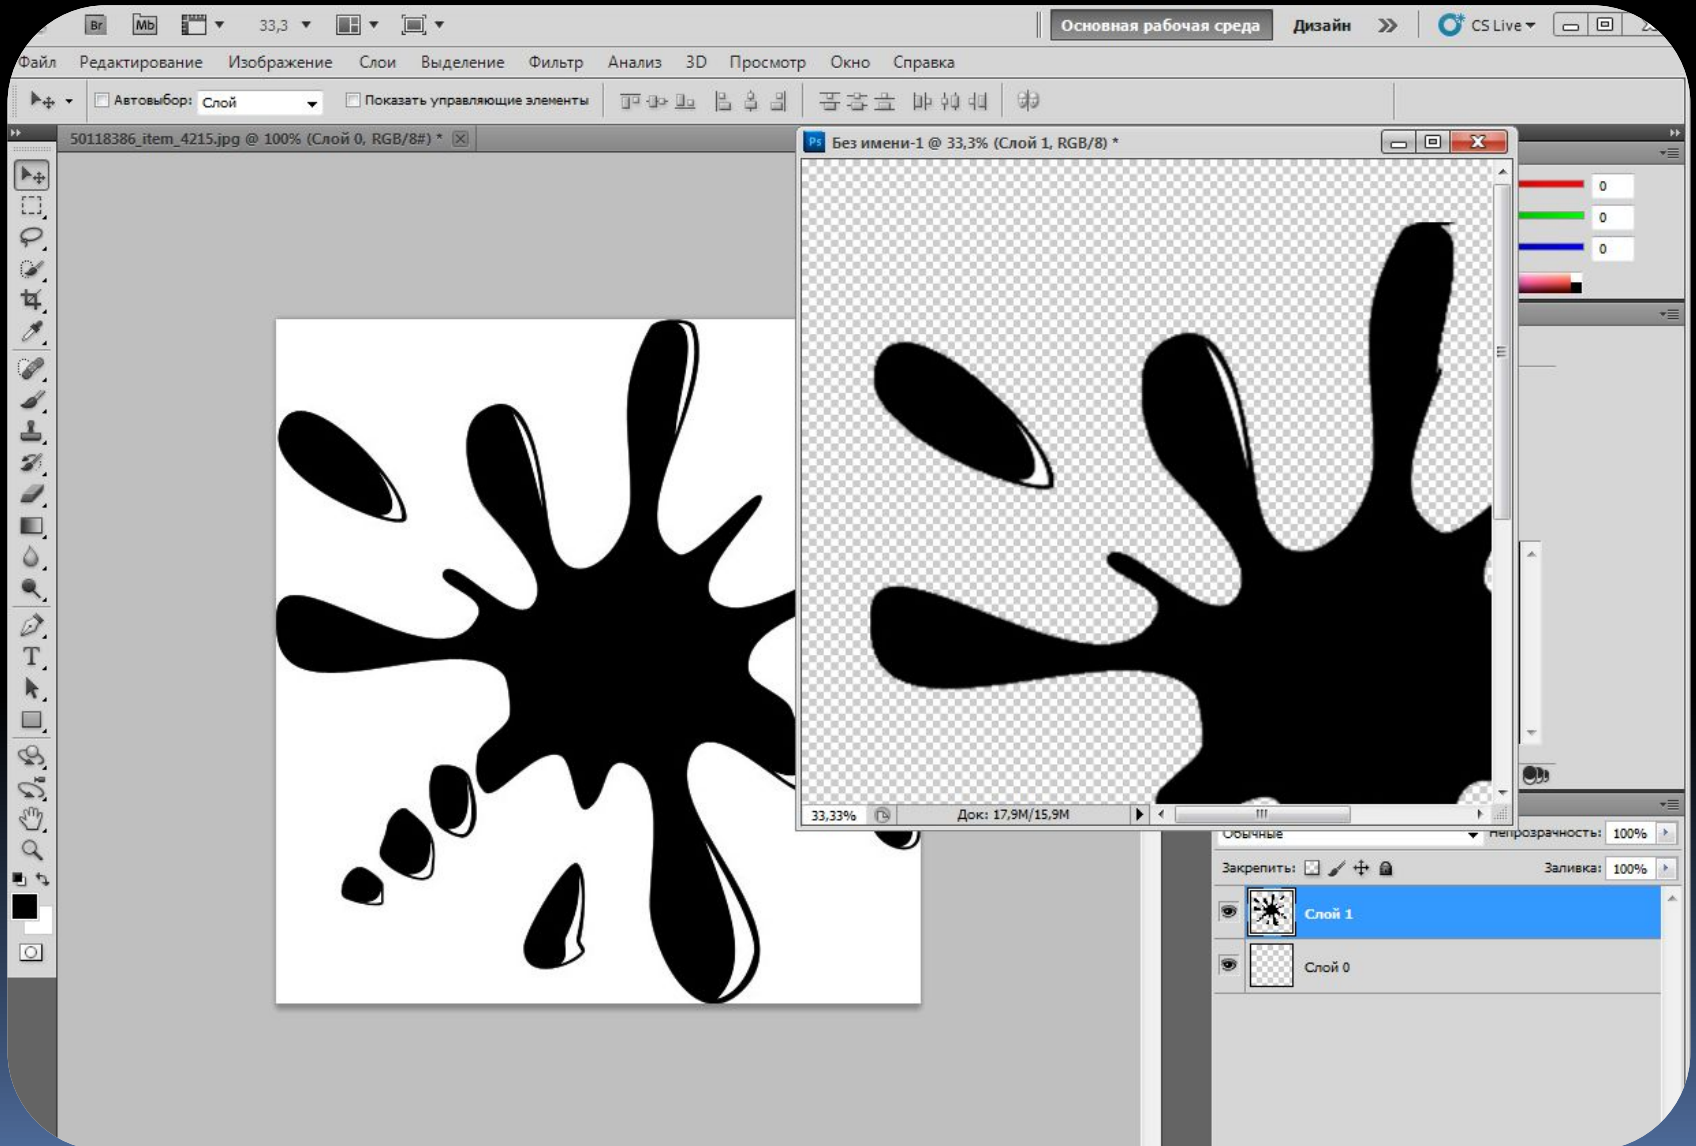 Br Mb 33,3 Основная рабочая среда Дизайн CS Live
Файл Редактирование Изображение Слои Выделение Фильтр Анализ 3D Просмотр Окно Справка
Автовыбор: Слой Показать управляющие элементы
50118386_item_4215.jpg @ 100% (Слой 0, RGB/8#) *
Ps Без имени-1 @ 33,3% (Слой 1, RGB/8) *
0
0
0
T
33,33% Док: 17,9M/15,9M
Обычные Непрозрачность: 100%
Закрепить: Заливка: 100%
Слой 1
Слой 0